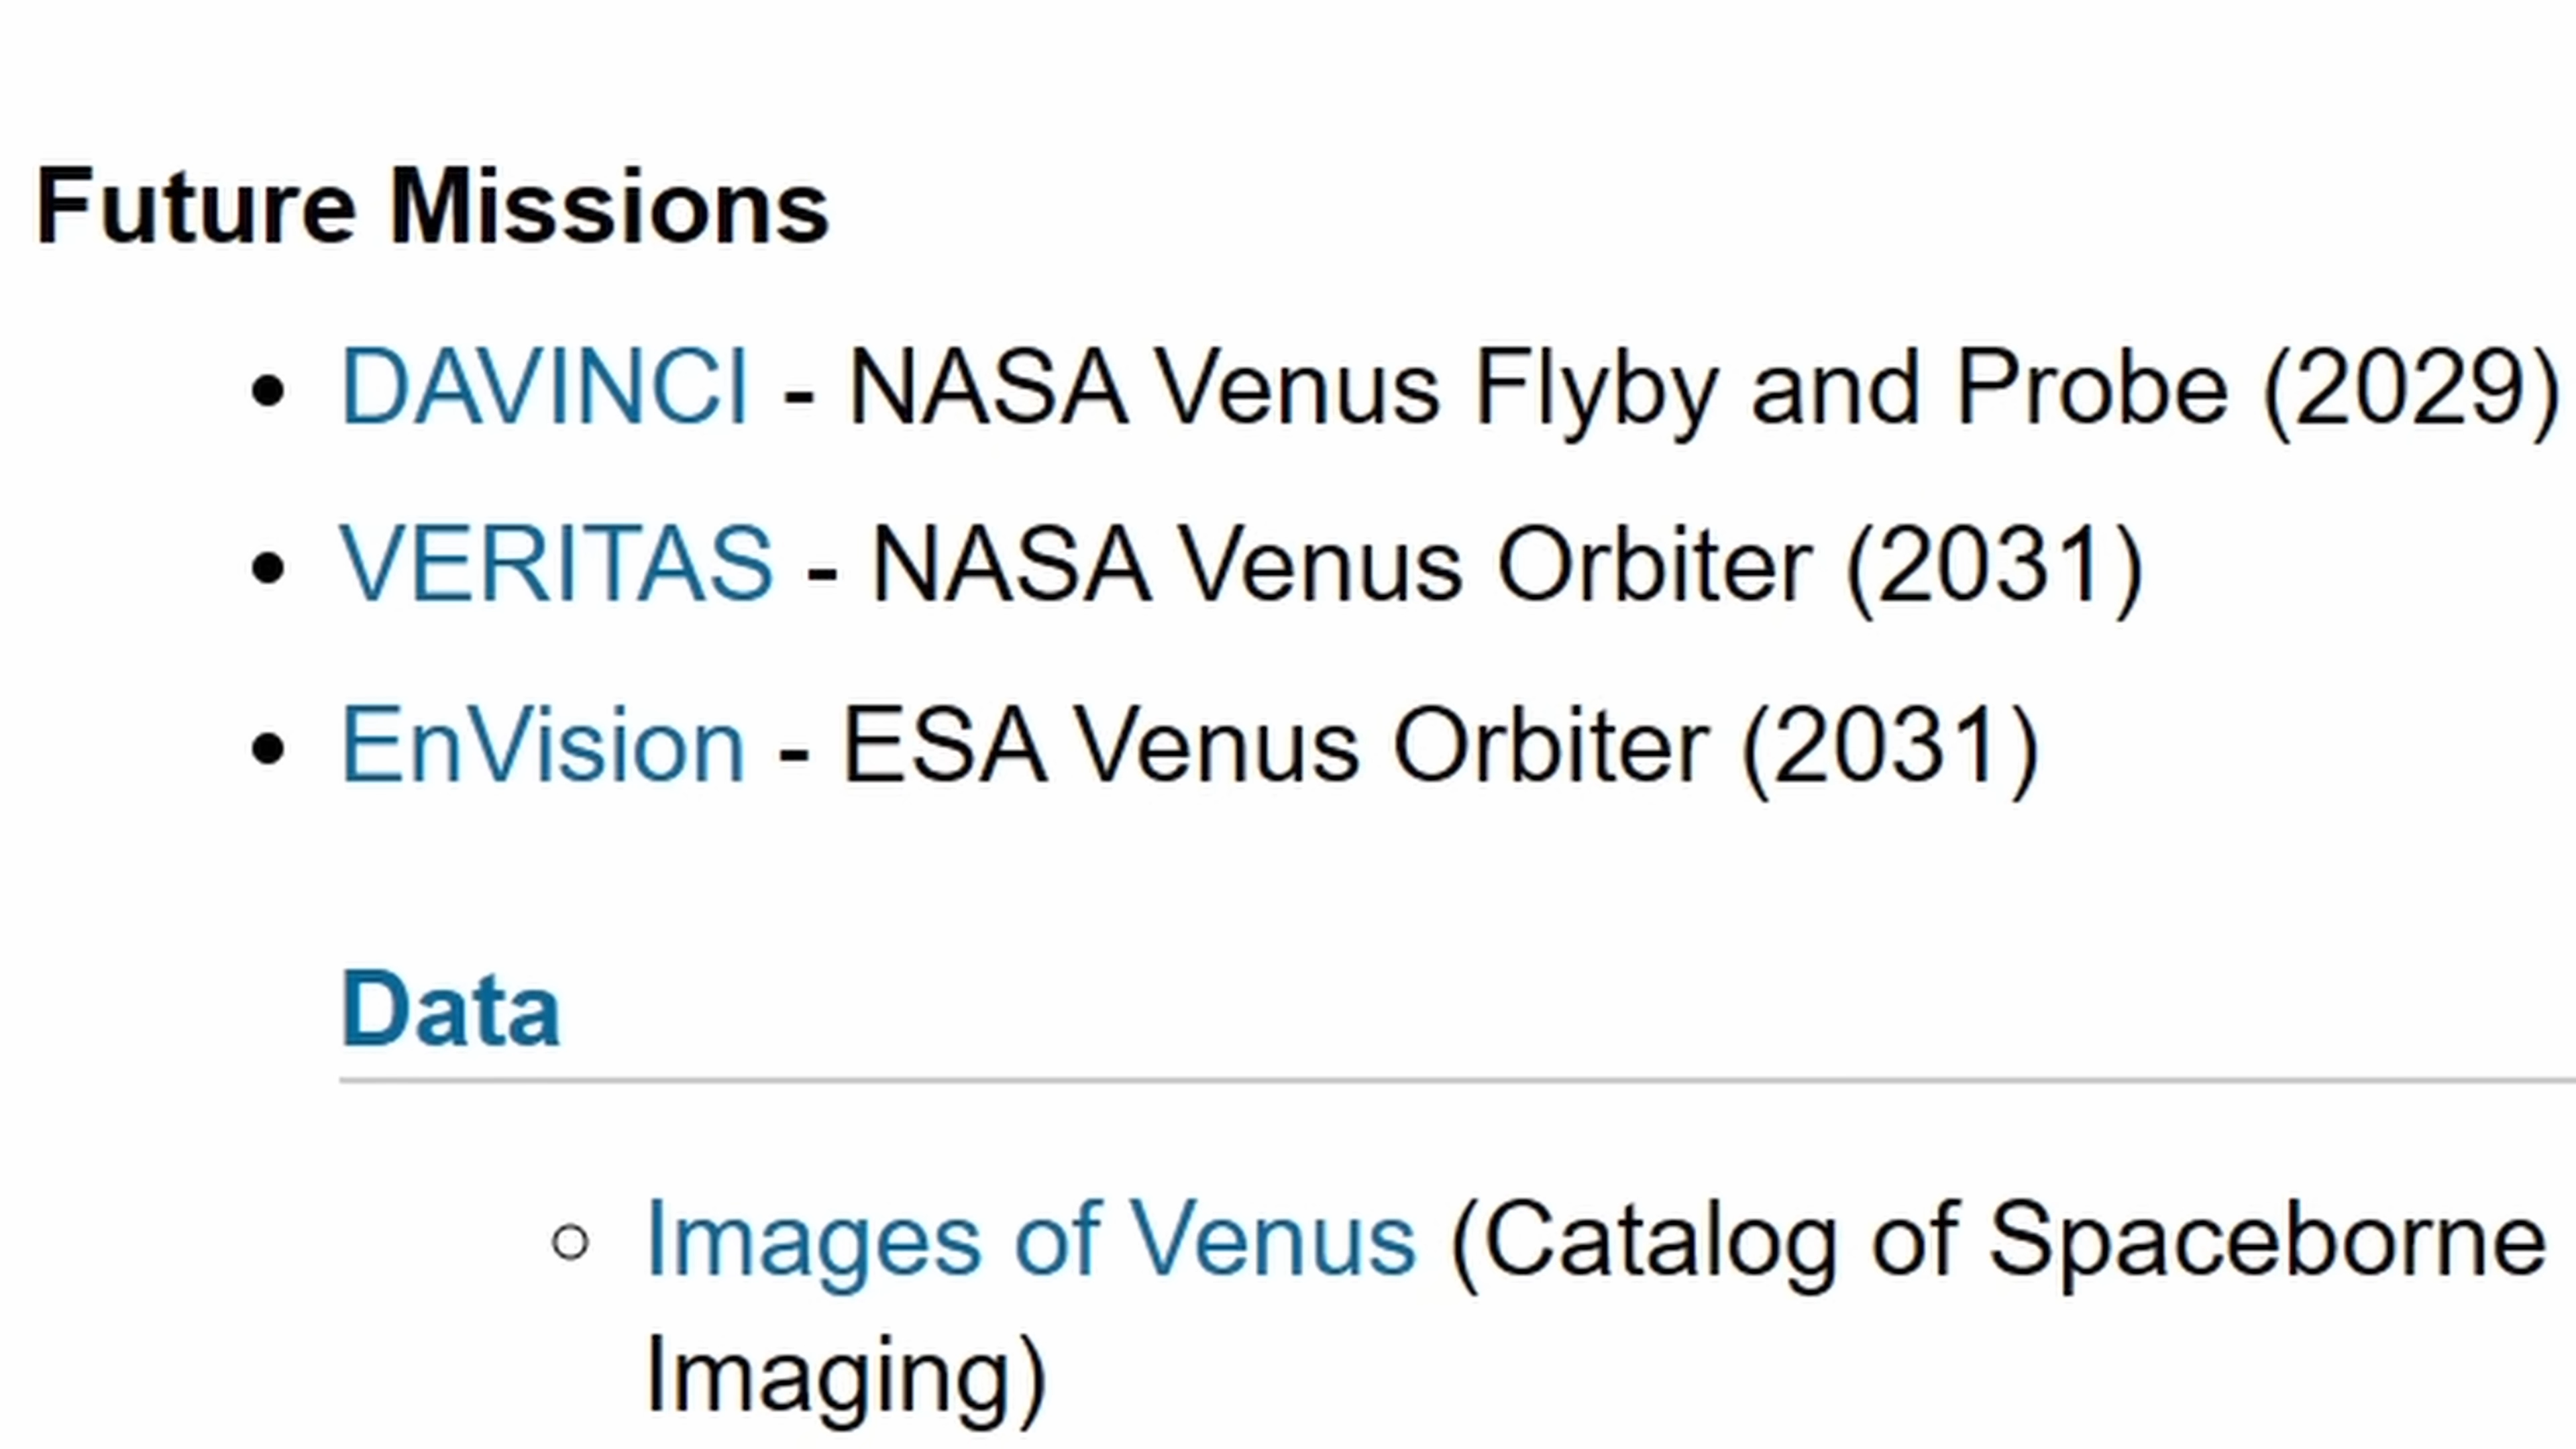 Future Missions
DAVINCI - NASA Venus Flyby and Probe (2029)
VERITAS - NASA Venus Orbiter (2031)
EnVision - ESA Venus Orbiter (2031)
Data
Images of Venus (Catalog of Spaceborne
Imaging)